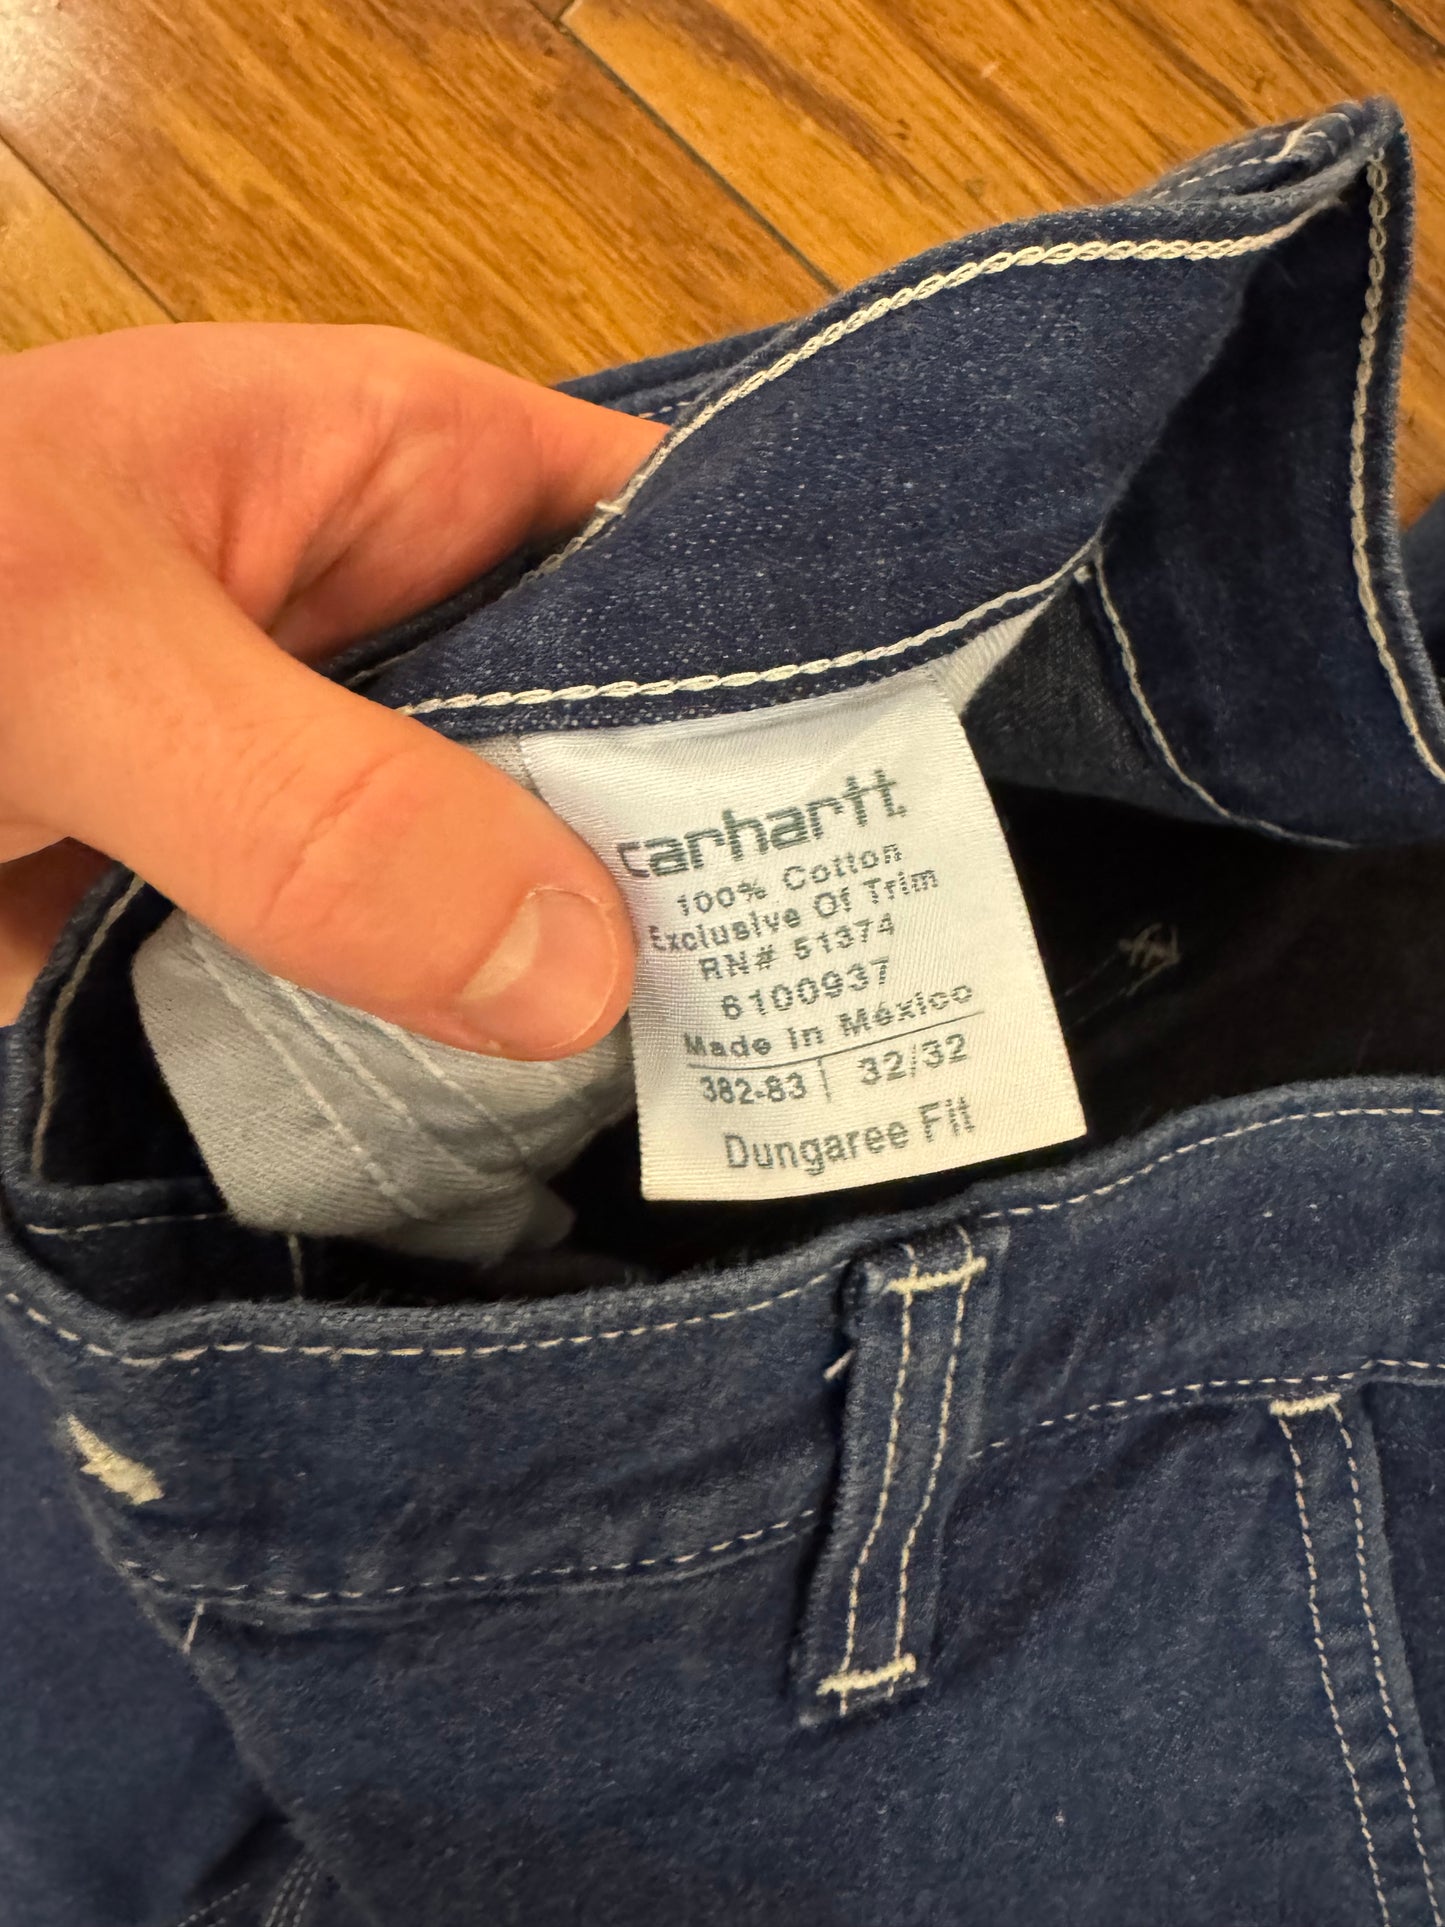 carhartt
100% Cotton
Exclusive Of Trim
RN# 51374
6100937
Made In México
382-83 32/32
Dungaree Fit